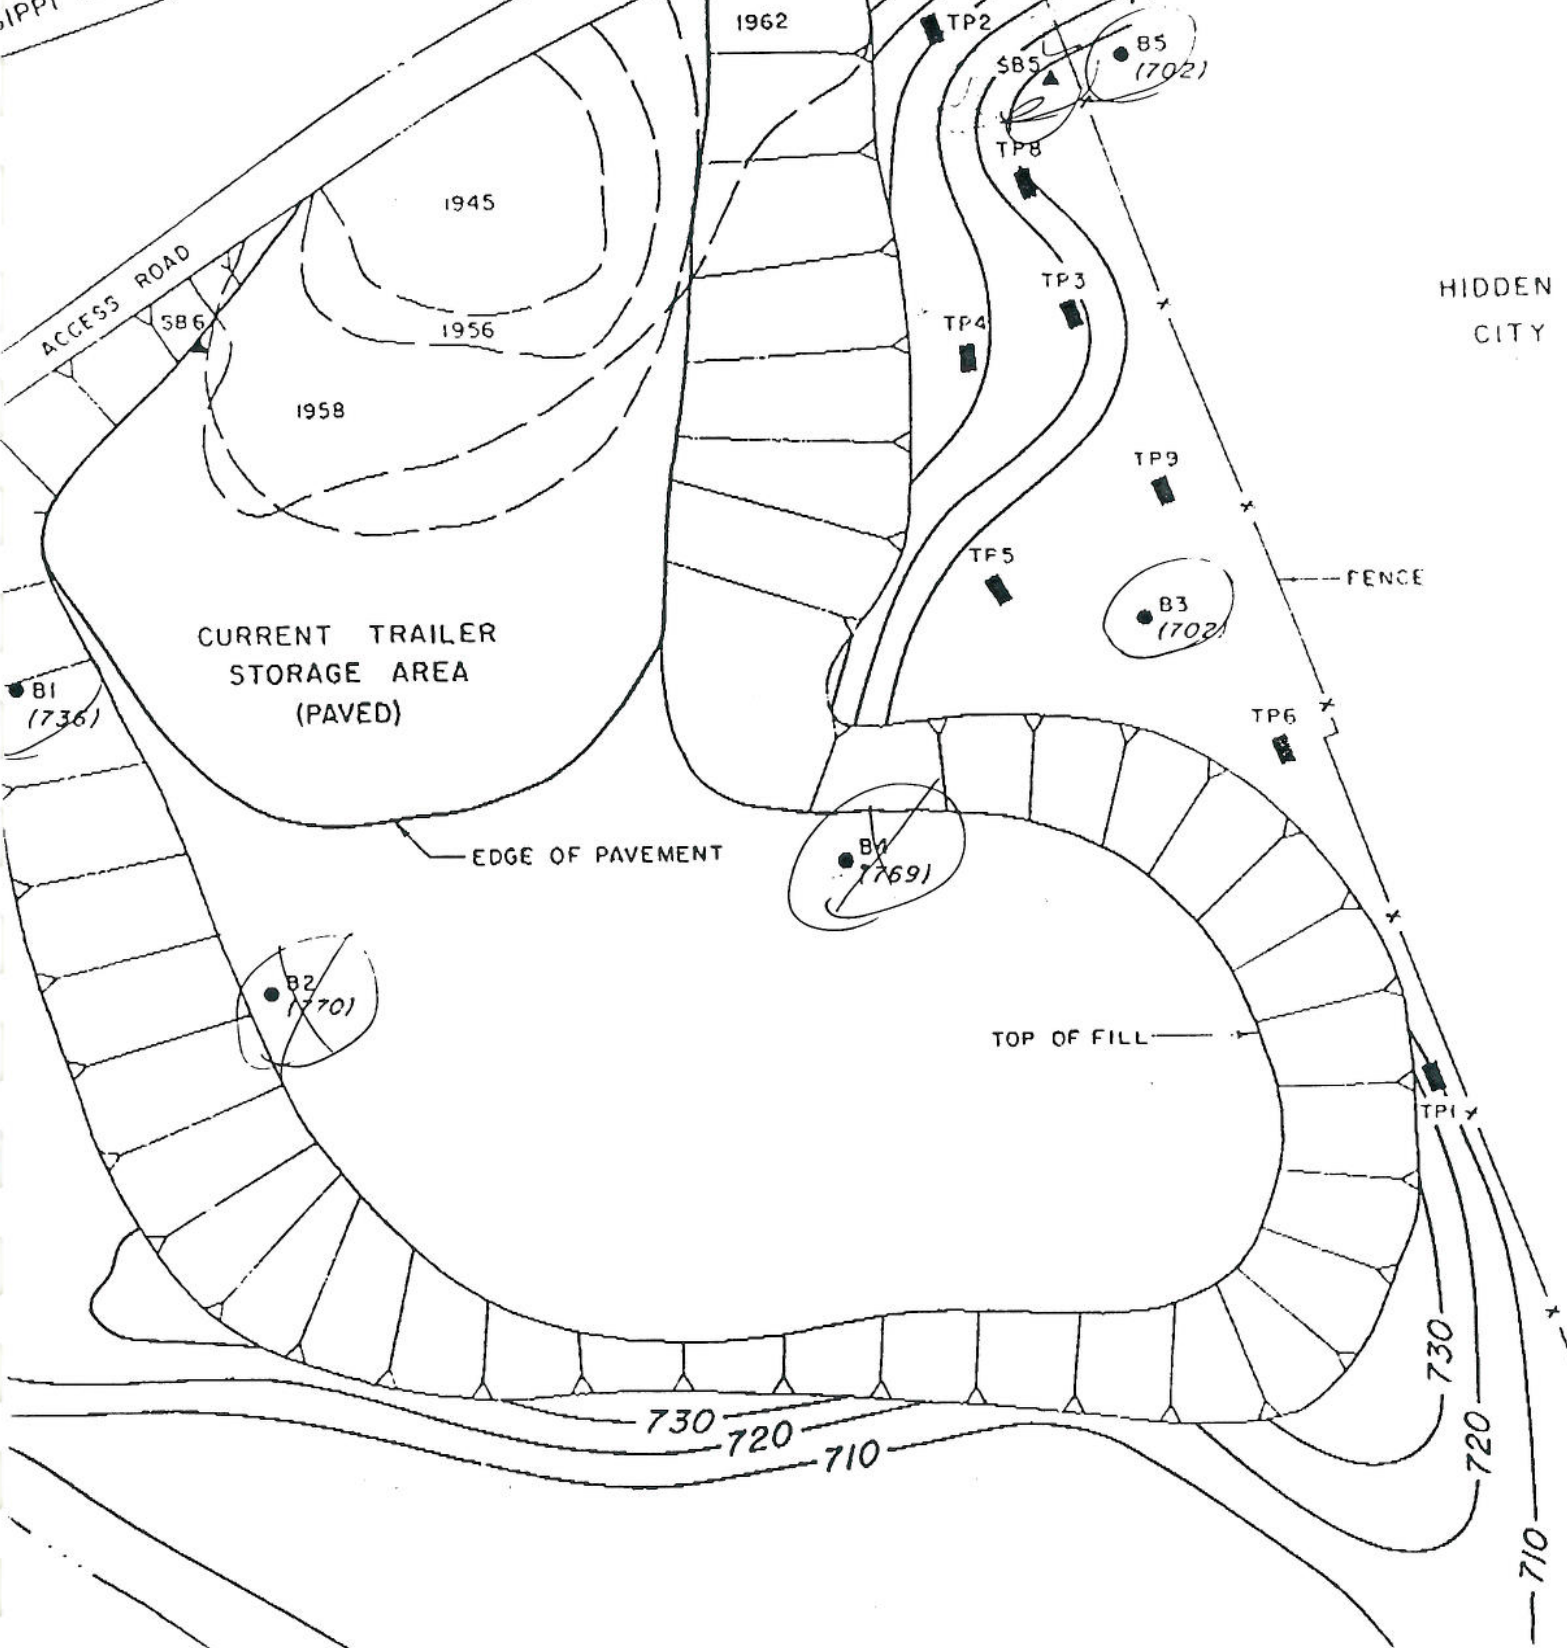 1962
TP2
B5
(702)
SB5
TP8
1945
ACCESS ROAD
SB6
1956
TP3
TP4
HIDDEN
CITY
1958
TP9
TP5
FENCE
B3
(702)
CURRENT TRAILER
STORAGE AREA
(PAVED)
B1
(736)
TP6
EDGE OF PAVEMENT
B4
(769)
B2
(770)
TOP OF FILL
TP1
730
720
710
730
720
710